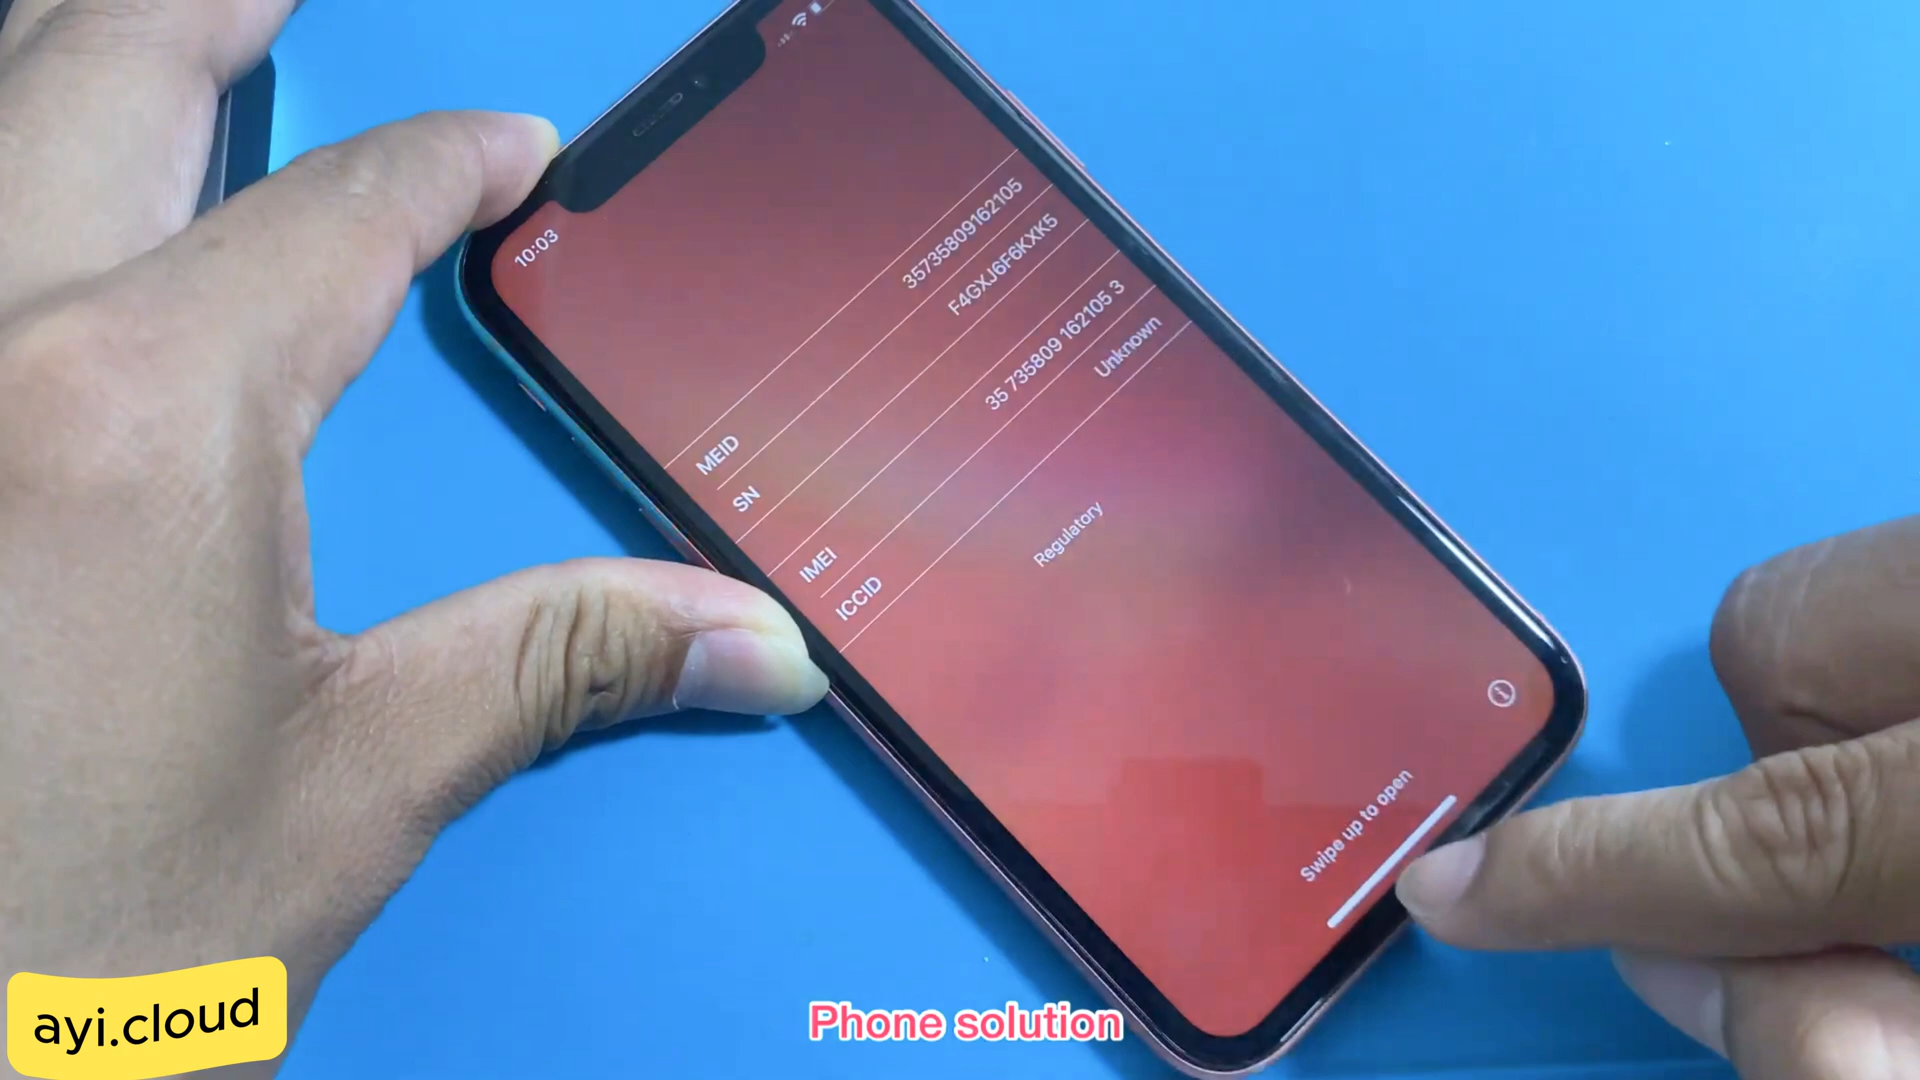 10:03
MEID 35735809162105
SN F4GXJ6F6KXK5
IMEI 35 735809 162105 3
ICCID Unknown
Regulatory
Swipe up to open
ayi.cloud
Phone solution